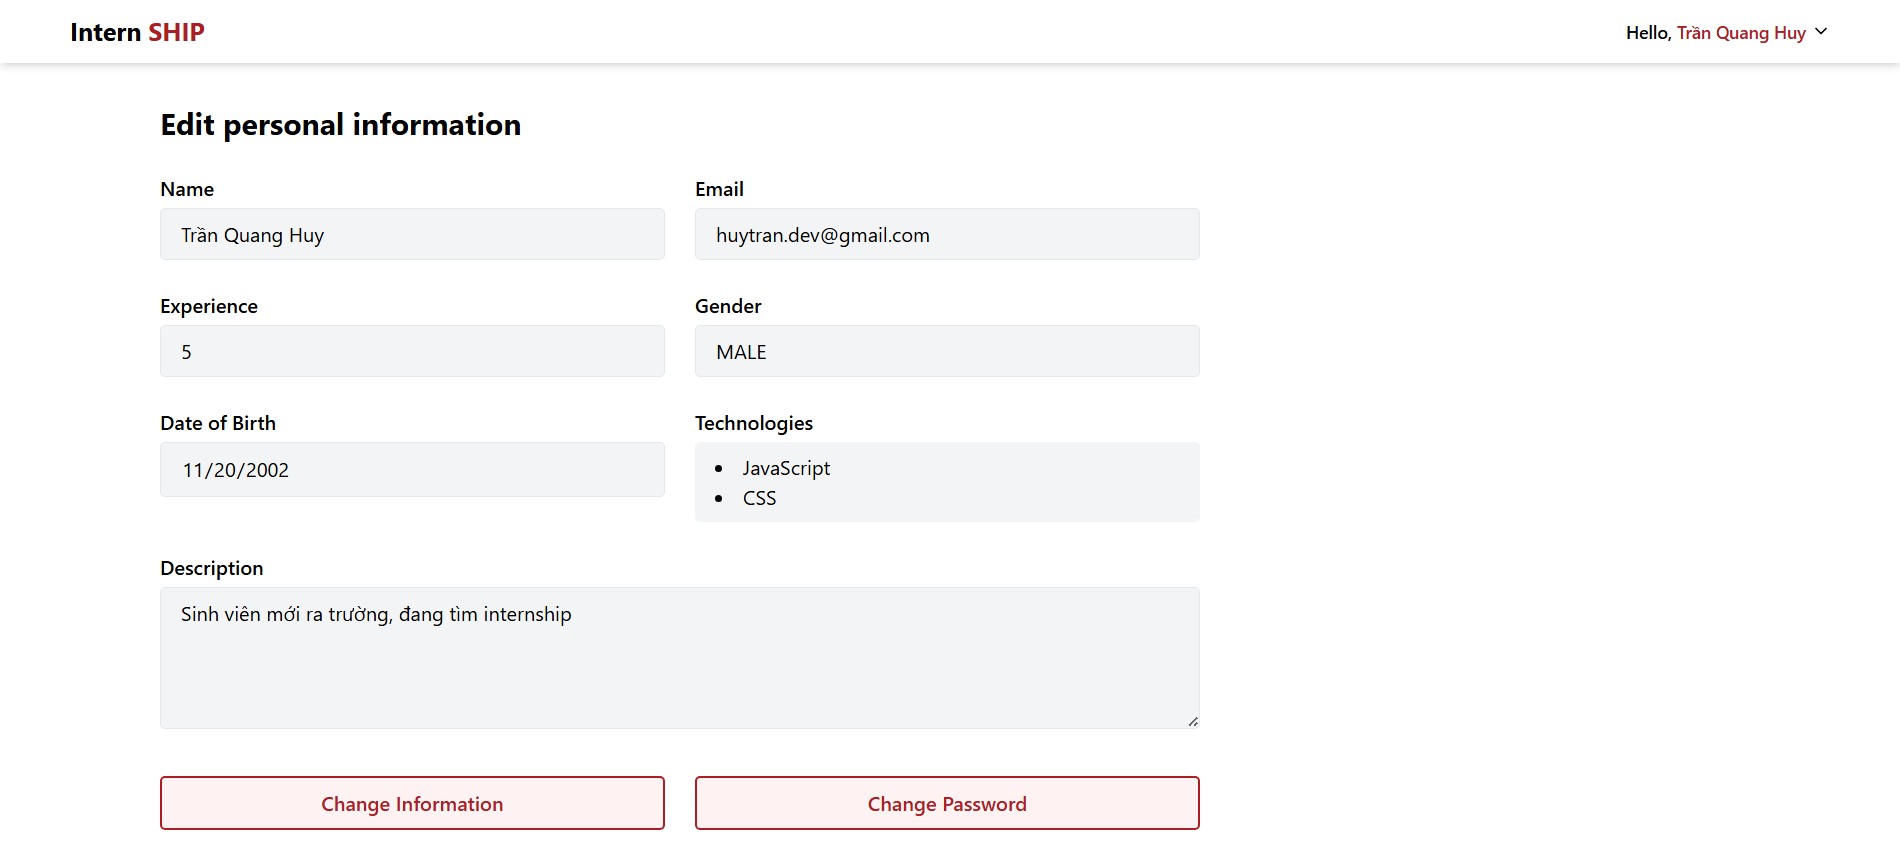 Intern SHIP
Hello, Trần Quang Huy
Edit personal information
Name
Email
Trần Quang Huy
huytran.dev@gmail.com
Experience
Gender
5
MALE
Date of Birth
Technologies
11/20/2002
JavaScript
CSS
Description
Sinh viên mới ra trường, đang tìm internship
Change Information
Change Password